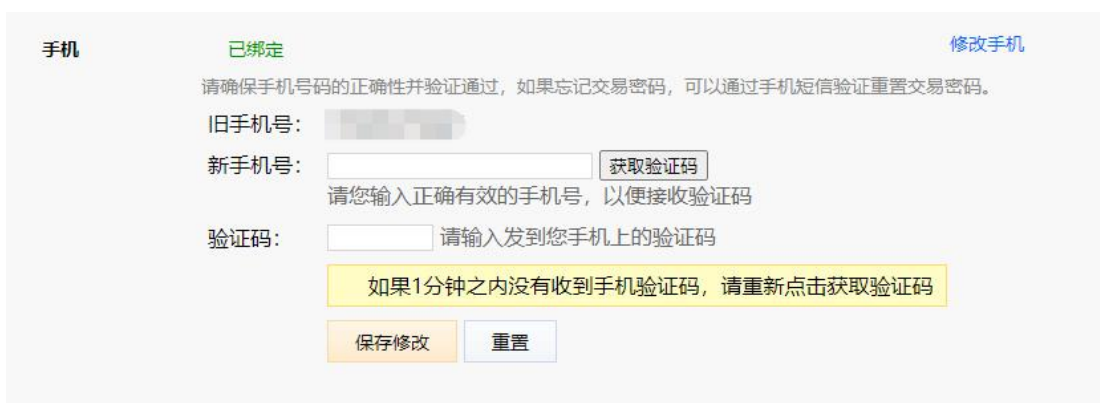 手机 已绑定 修改手机
请确保手机号码的正确性并验证通过，如果忘记交易密码，可以通过手机短信验证重置交易密码。
旧手机号：
新手机号： 获取验证码
请您输入正确有效的手机号，以便接收验证码
验证码： 请输入发到您手机上的验证码
如果1分钟之内没有收到手机验证码，请重新点击获取验证码
保存修改 重置